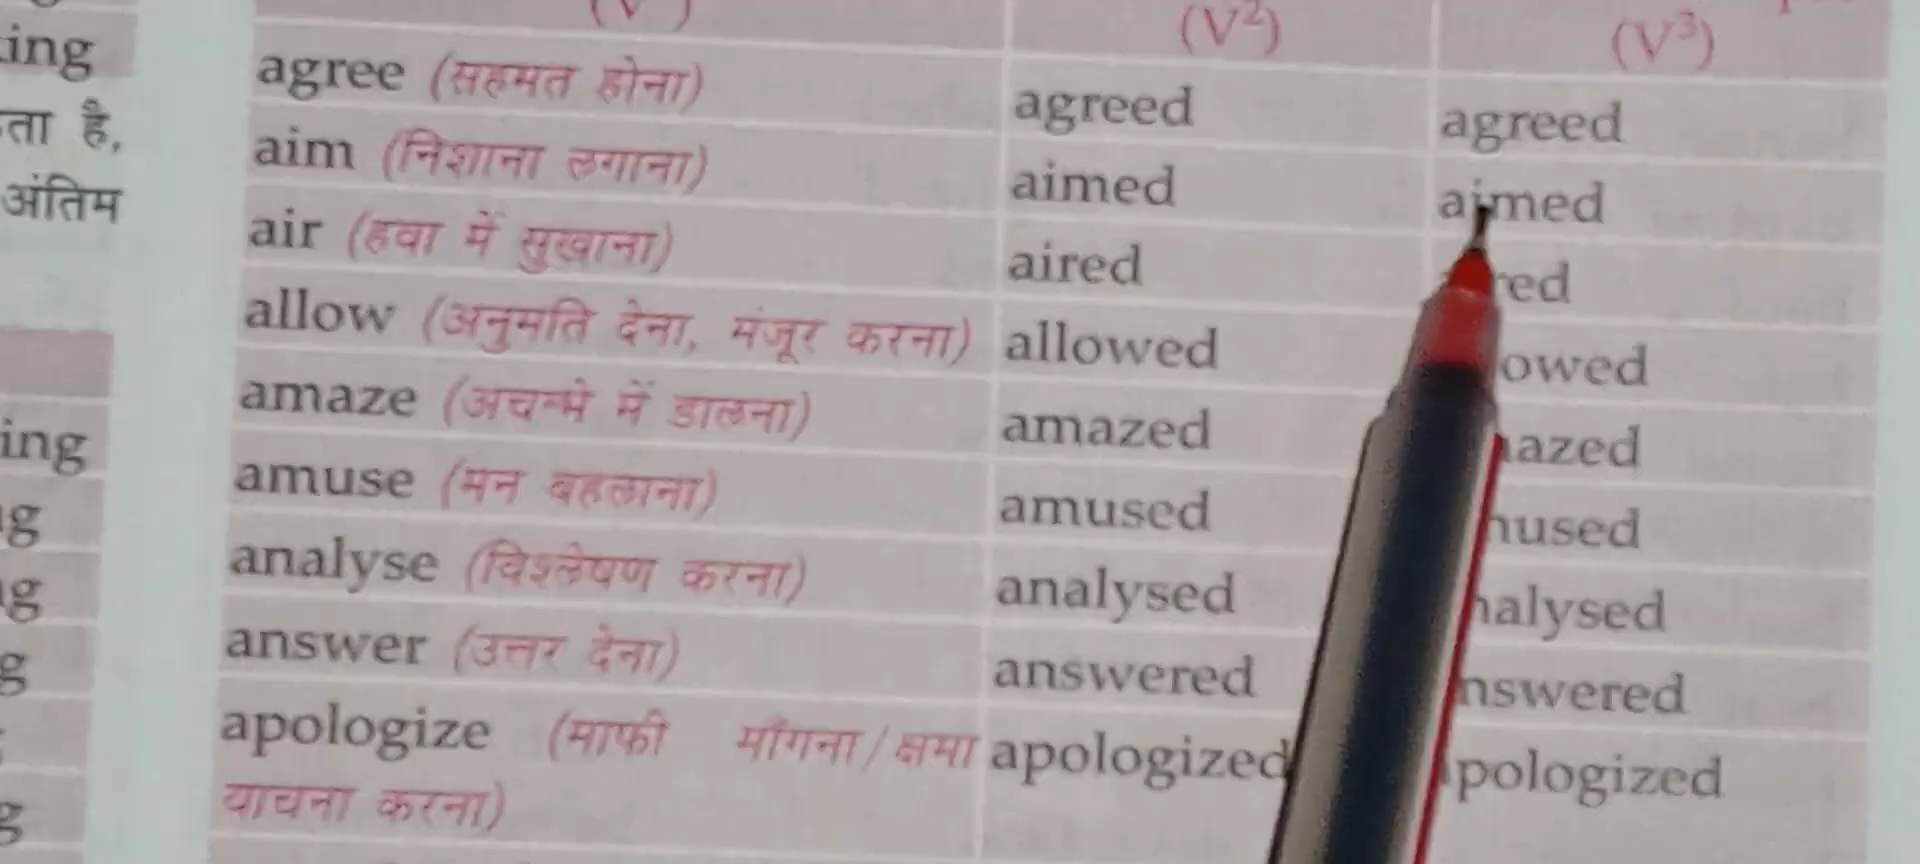 (V²) (V³)
agree (सहमत होना) agreed agreed
aim (निशाना लगाना) aimed aimed
air (हवा में सुखाना) aired
allow (अनुमति देना, मंजूर करना) allowed
amaze (अचम्भे में डालना) amazed
amuse (मन बहलाना) amused
analyse (विश्लेषण करना) analysed
answer (उत्तर देना) answered
apologize (माफी माँगना/क्षमा apologized
याचना करना)
है,
अंतिम